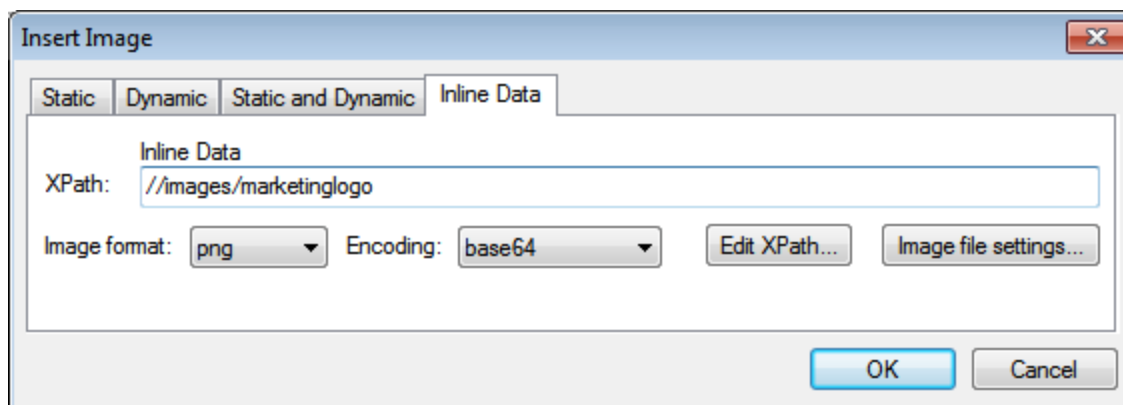 Insert Image
Static Dynamic Static and Dynamic Inline Data
Inline Data
XPath: //images/marketinglogo
Image format: png Encoding: base64 Edit XPath... Image file settings...
OK Cancel